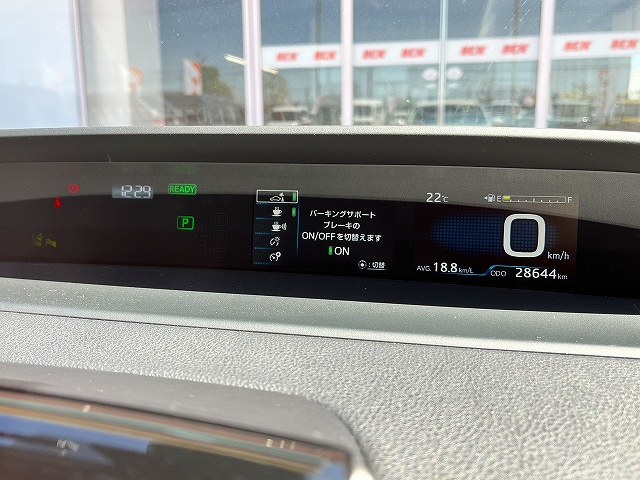 12:29
READY
P
パーキングサポート
ブレーキの
ON/OFFを切替えます
ON
:切替
22℃
E
F
0
km/h
AVG. 18.8 km/L
ODO 28644 km